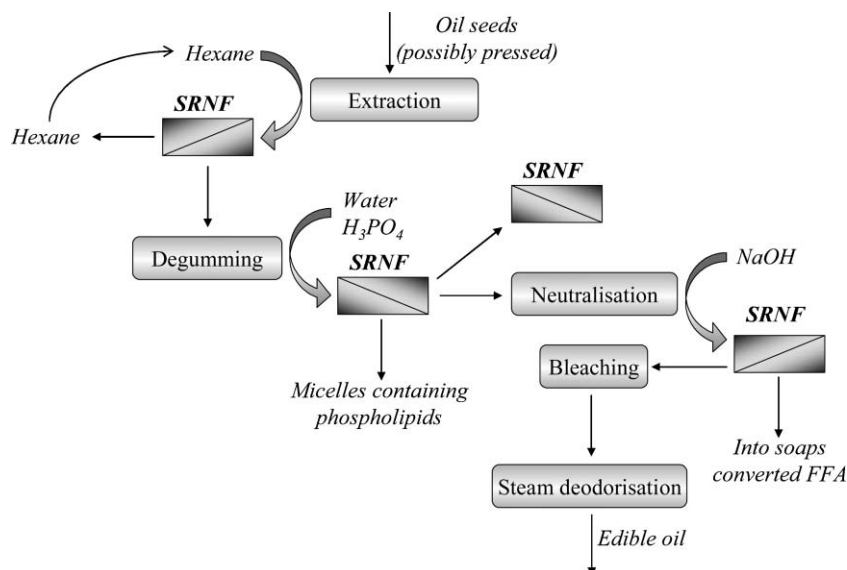 Oil seeds
(possibly pressed)
Hexane
Extraction
SRNF
Hexane
SRNF
Water
H₃PO₄
Degumming
SRNF
NaOH
Neutralisation
SRNF
Bleaching
Micelles containing
phospholipids
Into soaps
converted FFA
Steam deodorisation
Edible oil